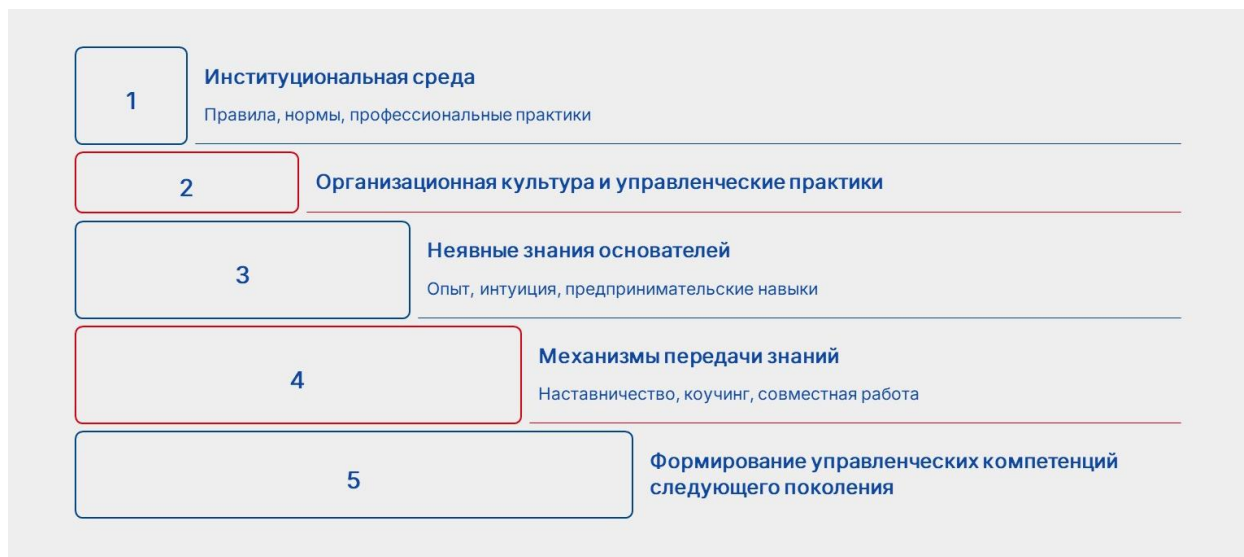 1
Институциональная среда
Правила, нормы, профессиональные практики
2
Организационная культура и управленческие практики
3
Неявные знания основателей
Опыт, интуиция, предпринимательские навыки
4
Механизмы передачи знаний
Наставничество, коучинг, совместная работа
5
Формирование управленческих компетенций
следующего поколения